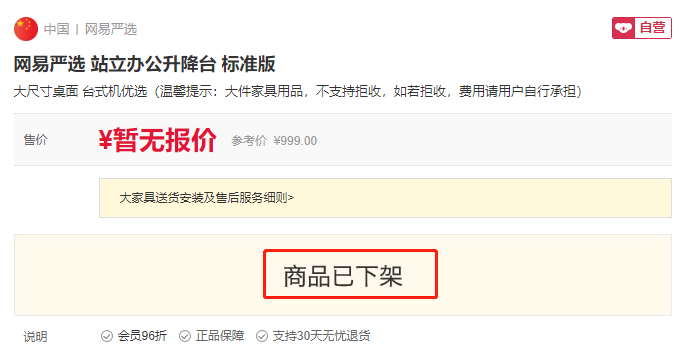 中国 | 网易严选
自营
网易严选 站立办公升降台 标准版
大尺寸桌面 台式机优选（温馨提示：大件家具用品，不支持拒收，如若拒收，费用请用户自行承担）
售价 ¥暂无报价 参考价 ¥999.00
大家具送货安装及售后服务细则>
商品已下架
说明 会员96折 正品保障 支持30天无忧退货